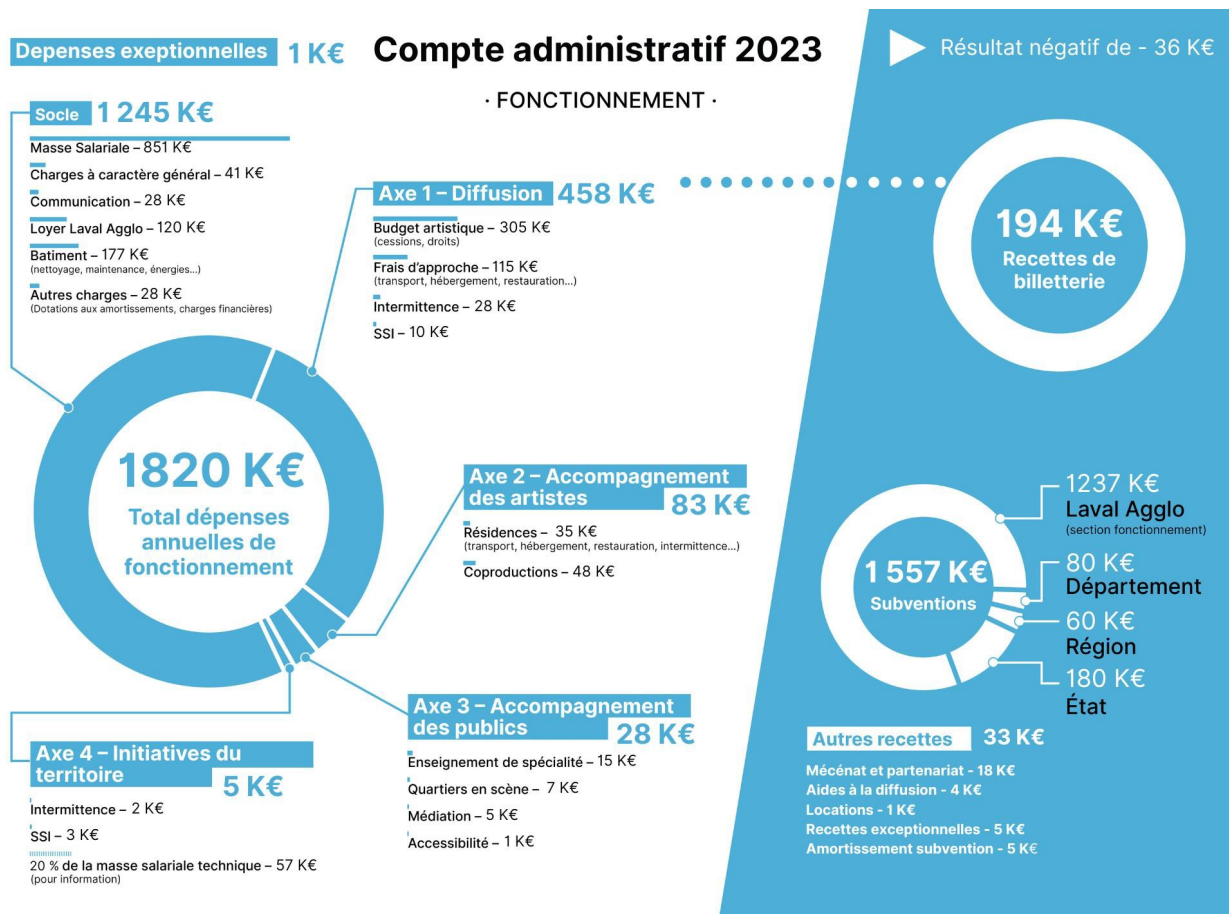 Depenses exeptionnelles 1 K€
Compte administratif 2023
· FONCTIONNEMENT ·
Résultat négatif de - 36 K€
Socle 1 245 K€
Masse Salariale – 851 K€
Charges à caractère général – 41 K€
Communication – 28 K€
Loyer Laval Agglo – 120 K€
Batiment – 177 K€
(nettoyage, maintenance, énergies...)
Autres charges – 28 K€
(Dotations aux amortissements, charges financières)
Axe 1 – Diffusion 458 K€
Budget artistique – 305 K€
(cessions, droits)
Frais d'approche – 115 K€
(transport, hébergement, restauration...)
Intermittence – 28 K€
SSI – 10 K€
194 K€
Recettes de
billetterie
1820 K€
Total dépenses
annuelles de
fonctionnement
Axe 2 – Accompagnement
des artistes 83 K€
Résidences – 35 K€
(transport, hébergement, restauration, intermittence...)
Coproductions – 48 K€
Axe 3 – Accompagnement
des publics 28 K€
Enseignement de spécialité – 15 K€
Quartiers en scène – 7 K€
Médiation – 5 K€
Accessibilité – 1 K€
Axe 4 – Initiatives du
territoire 5 K€
Intermittence – 2 K€
SSI – 3 K€
20 % de la masse salariale technique – 57 K€
(pour information)
1 557 K€
Subventions
1237 K€
Laval Agglo
(section fonctionnement)
80 K€
Département
60 K€
Région
180 K€
État
Autres recettes 33 K€
Mécénat et partenariat - 18 K€
Aides à la diffusion - 4 K€
Locations - 1 K€
Recettes exceptionnelles - 5 K€
Amortissement subvention - 5 K€